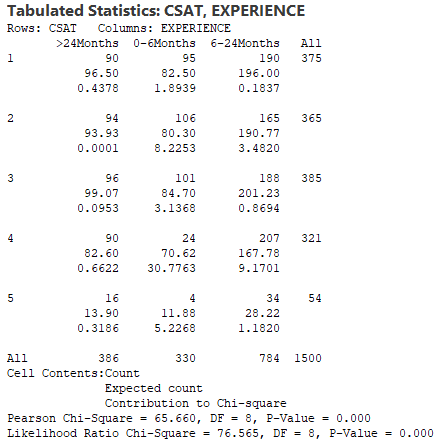 Tabulated Statistics: CSAT, EXPERIENCE
Rows: CSAT Columns: EXPERIENCE
>24Months 0-6Months 6-24Months All
1 90 95 190 375
96.50 82.50 196.00
0.4378 1.8939 0.1837
2 94 106 165 365
93.93 80.30 190.77
0.0001 8.2253 3.4820
3 96 101 188 385
99.07 84.70 201.23
0.0953 3.1368 0.8694
4 90 24 207 321
82.60 70.62 167.78
0.6622 30.7763 9.1701
5 16 4 34 54
13.90 11.88 28.22
0.3186 5.2268 1.1820
All 386 330 784 1500
Cell Contents:Count
Expected count
Contribution to Chi-square
Pearson Chi-Square = 65.660, DF = 8, P-Value = 0.000
Likelihood Ratio Chi-Square = 76.565, DF = 8, P-Value = 0.000